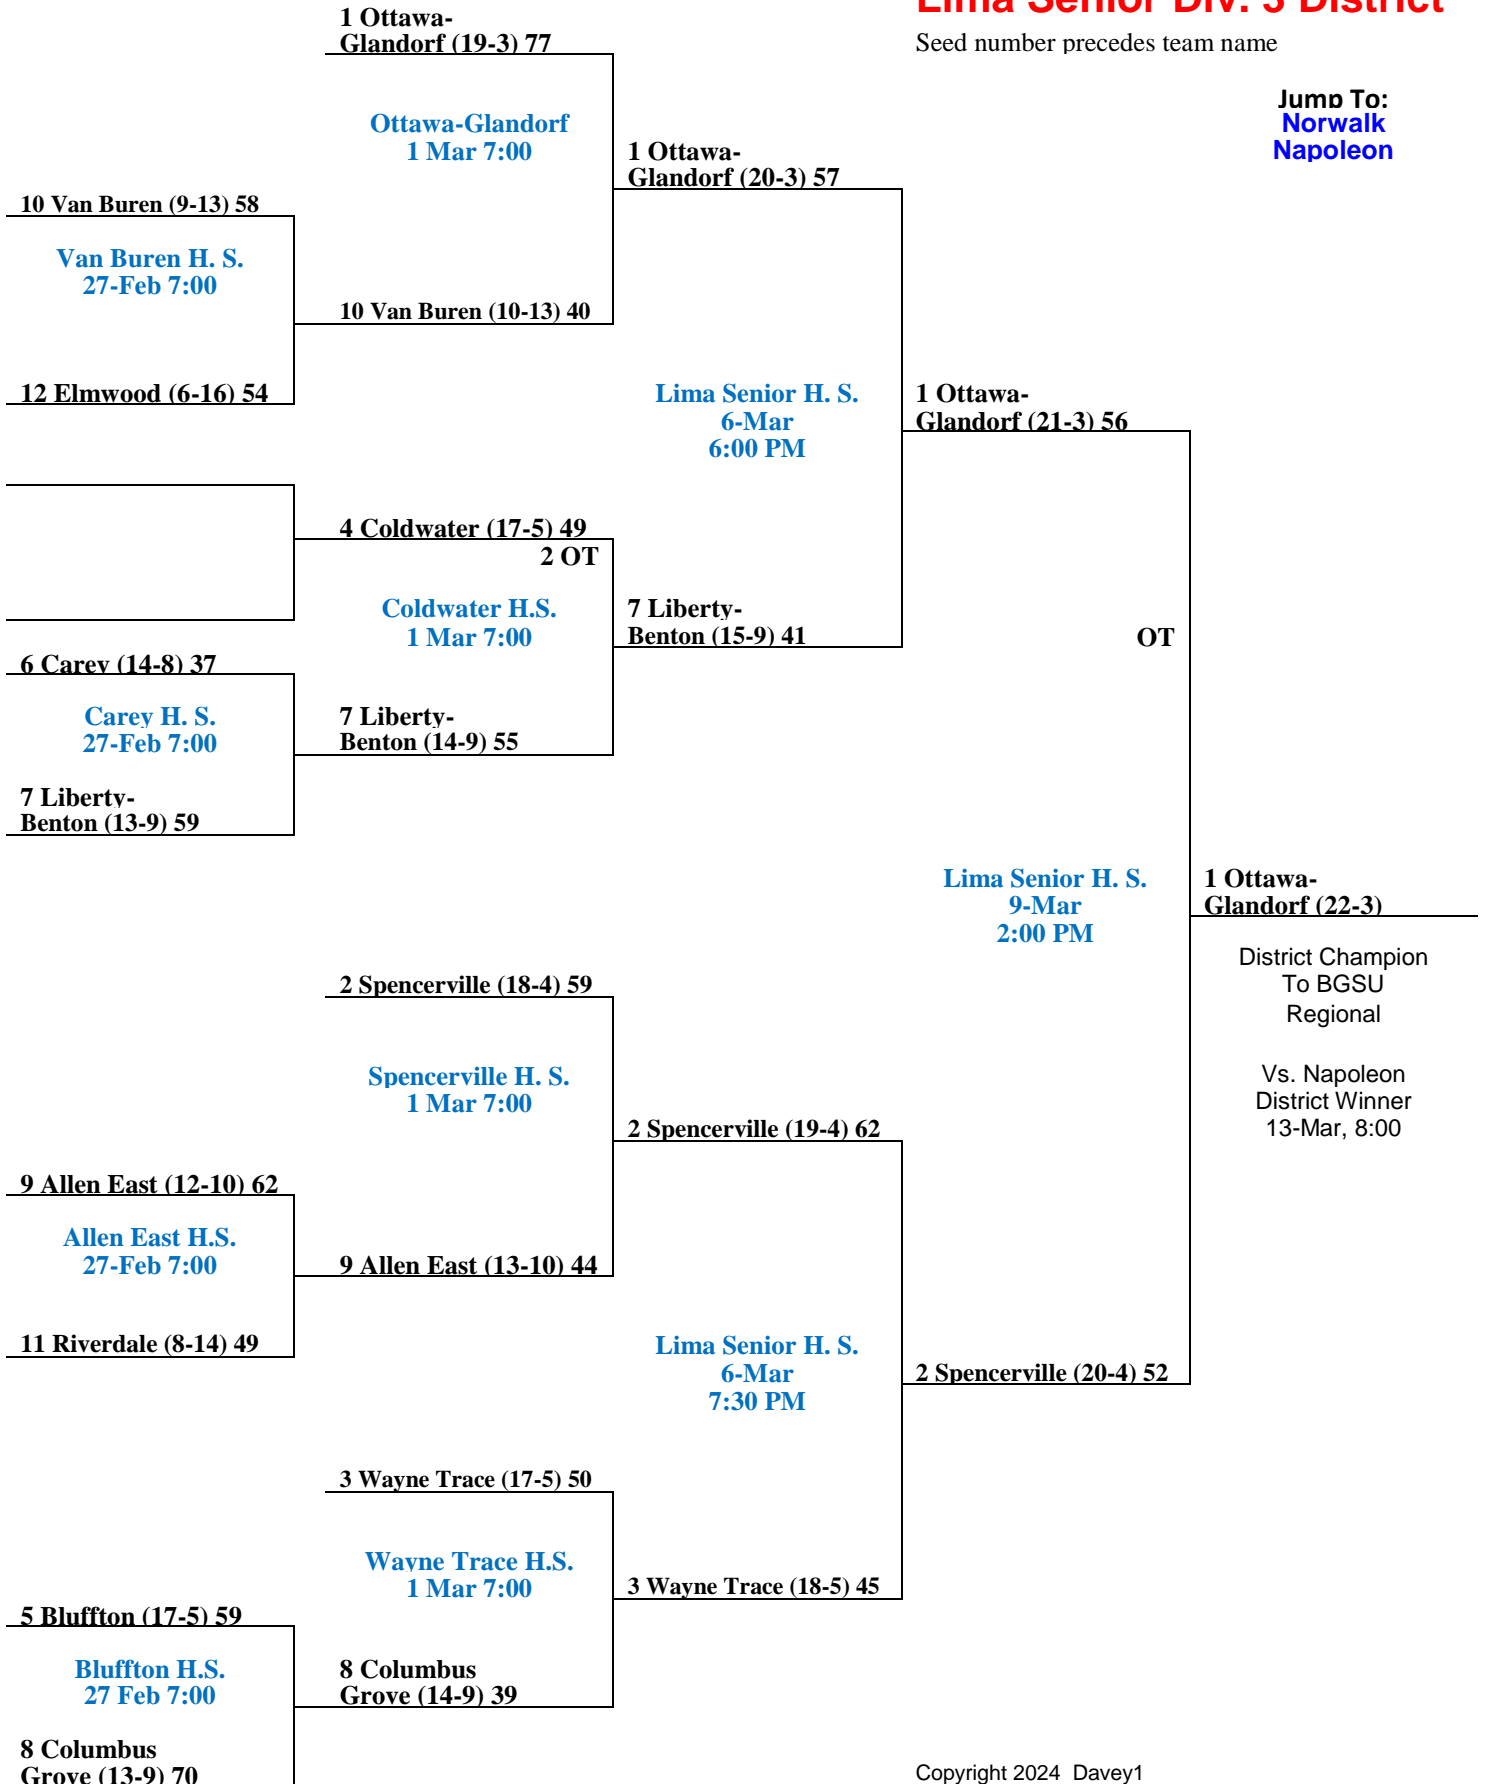 Lima Senior Div. 3 District
Seed number precedes team name
Jump To:
Norwalk
Napoleon
1 Ottawa-
Glandorf (19-3) 77
Ottawa-Glandorf
1 Mar 7:00
1 Ottawa-
Glandorf (20-3) 57
10 Van Buren (9-13) 58
Van Buren H. S.
27-Feb 7:00
10 Van Buren (10-13) 40
12 Elmwood (6-16) 54
Lima Senior H. S.
6-Mar
6:00 PM
1 Ottawa-
Glandorf (21-3) 56
4 Coldwater (17-5) 49
2 OT
Coldwater H.S.
1 Mar 7:00
7 Liberty-
Benton (15-9) 41
OT
6 Carey (14-8) 37
Carey H. S.
27-Feb 7:00
7 Liberty-
Benton (14-9) 55
7 Liberty-
Benton (13-9) 59
Lima Senior H. S.
9-Mar
2:00 PM
1 Ottawa-
Glandorf (22-3)
District Champion
To BGSU
Regional
Vs. Napoleon
District Winner
13-Mar, 8:00
2 Spencerville (18-4) 59
Spencerville H. S.
1 Mar 7:00
2 Spencerville (19-4) 62
9 Allen East (12-10) 62
Allen East H.S.
27-Feb 7:00
9 Allen East (13-10) 44
11 Riverdale (8-14) 49
Lima Senior H. S.
6-Mar
7:30 PM
2 Spencerville (20-4) 52
3 Wayne Trace (17-5) 50
Wayne Trace H.S.
1 Mar 7:00
3 Wayne Trace (18-5) 45
5 Bluffton (17-5) 59
Bluffton H.S.
27 Feb 7:00
8 Columbus
Grove (14-9) 39
8 Columbus
Grove (13-9) 70
Copyright 2024 Davey1